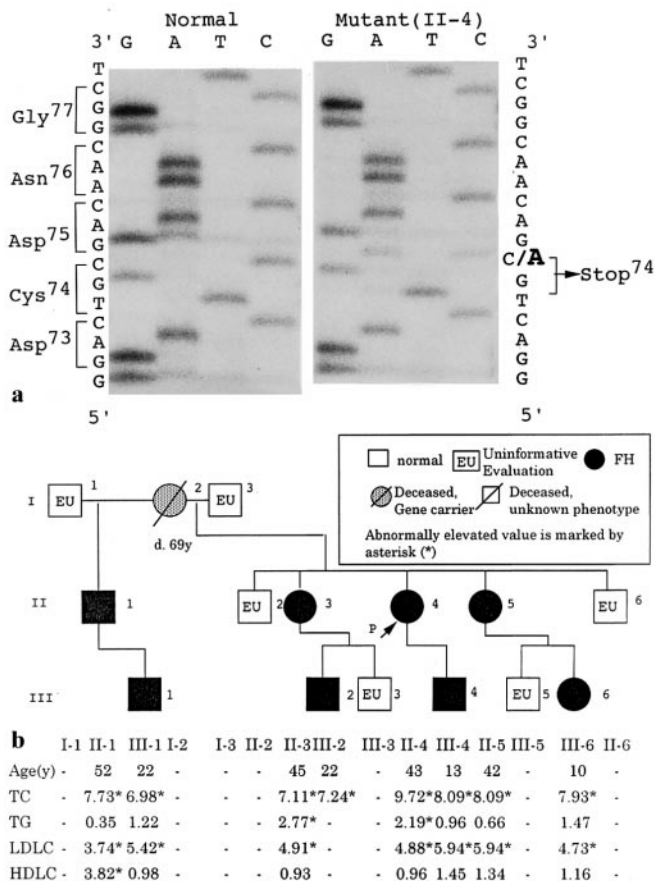 Normal Mutant(II-4)
3' G A T C G A T C 3'
T
C
G
G
C
A
A
C
A
G
C
G
T
C
A
G
G
Gly77
Asn76
Asp75
Cys74
Asp73
T
C
G
G
C
A
A
C
A
G
C/A
G
T
C
A
G
G
Stop74
a
5' 5'
normal EU Uninformative Evaluation FH
Deceased, Gene carrier Deceased, unknown phenotype
Abnormally elevated value is marked by asterisk (*)
I EU 1 2 EU 3
d. 69y
II 1 EU 2 3 4 5 EU 6
P
III 1 2 EU 3 4 EU 5 6
b I-1 II-1 III-1 I-2 I-3 II-2 II-3 III-2 III-3 II-4 III-4 II-5 III-5 III-6 II-6
Age(y) - 52 22 - - - 45 22 - 43 13 42 - 10 -
TC - 7.73* 6.98* - - - 7.11* 7.24* - 9.72* 8.09* 8.09* - 7.93* -
TG - 0.35 1.22 - - - 2.77* - - 2.19* 0.96 0.66 - 1.47 -
LDLC - 3.74* 5.42* - - - 4.91* - - 4.88* 5.94* 5.94* - 4.73* -
HDLC - 3.82* 0.98 - - - 0.93 - - 0.96 1.45 1.34 - 1.16 -